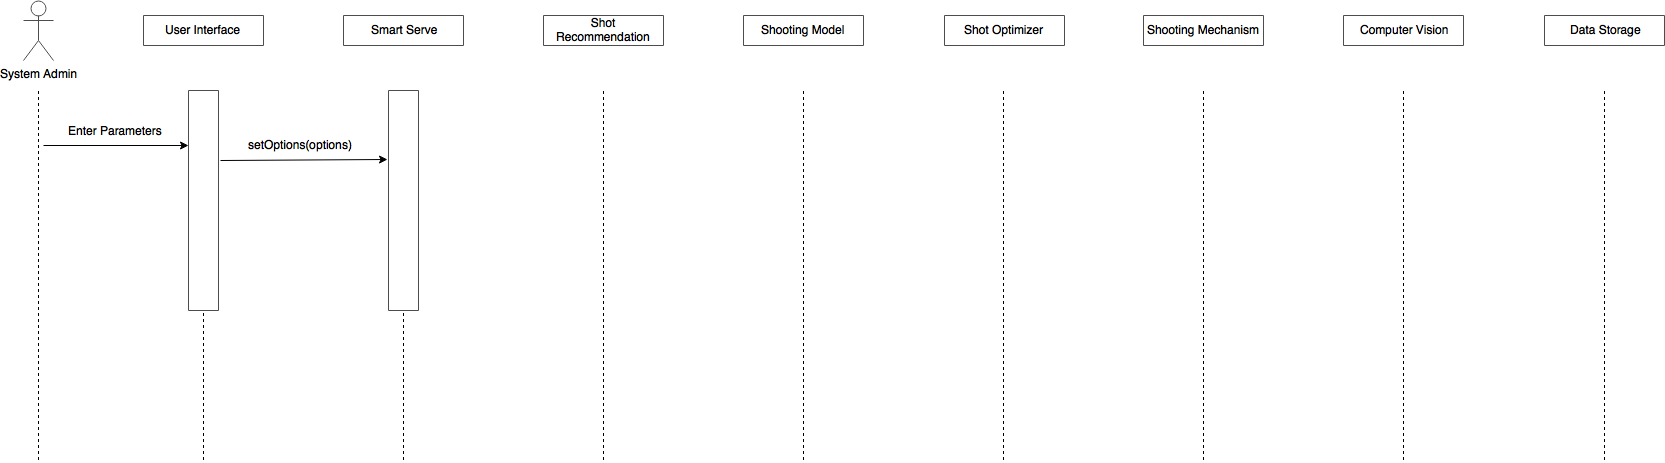 System Admin
User Interface
Smart Serve
Shot
Recommendation
Shooting Model
Shot Optimizer
Shooting Mechanism
Computer Vision
Data Storage
Enter Parameters
setOptions(options)